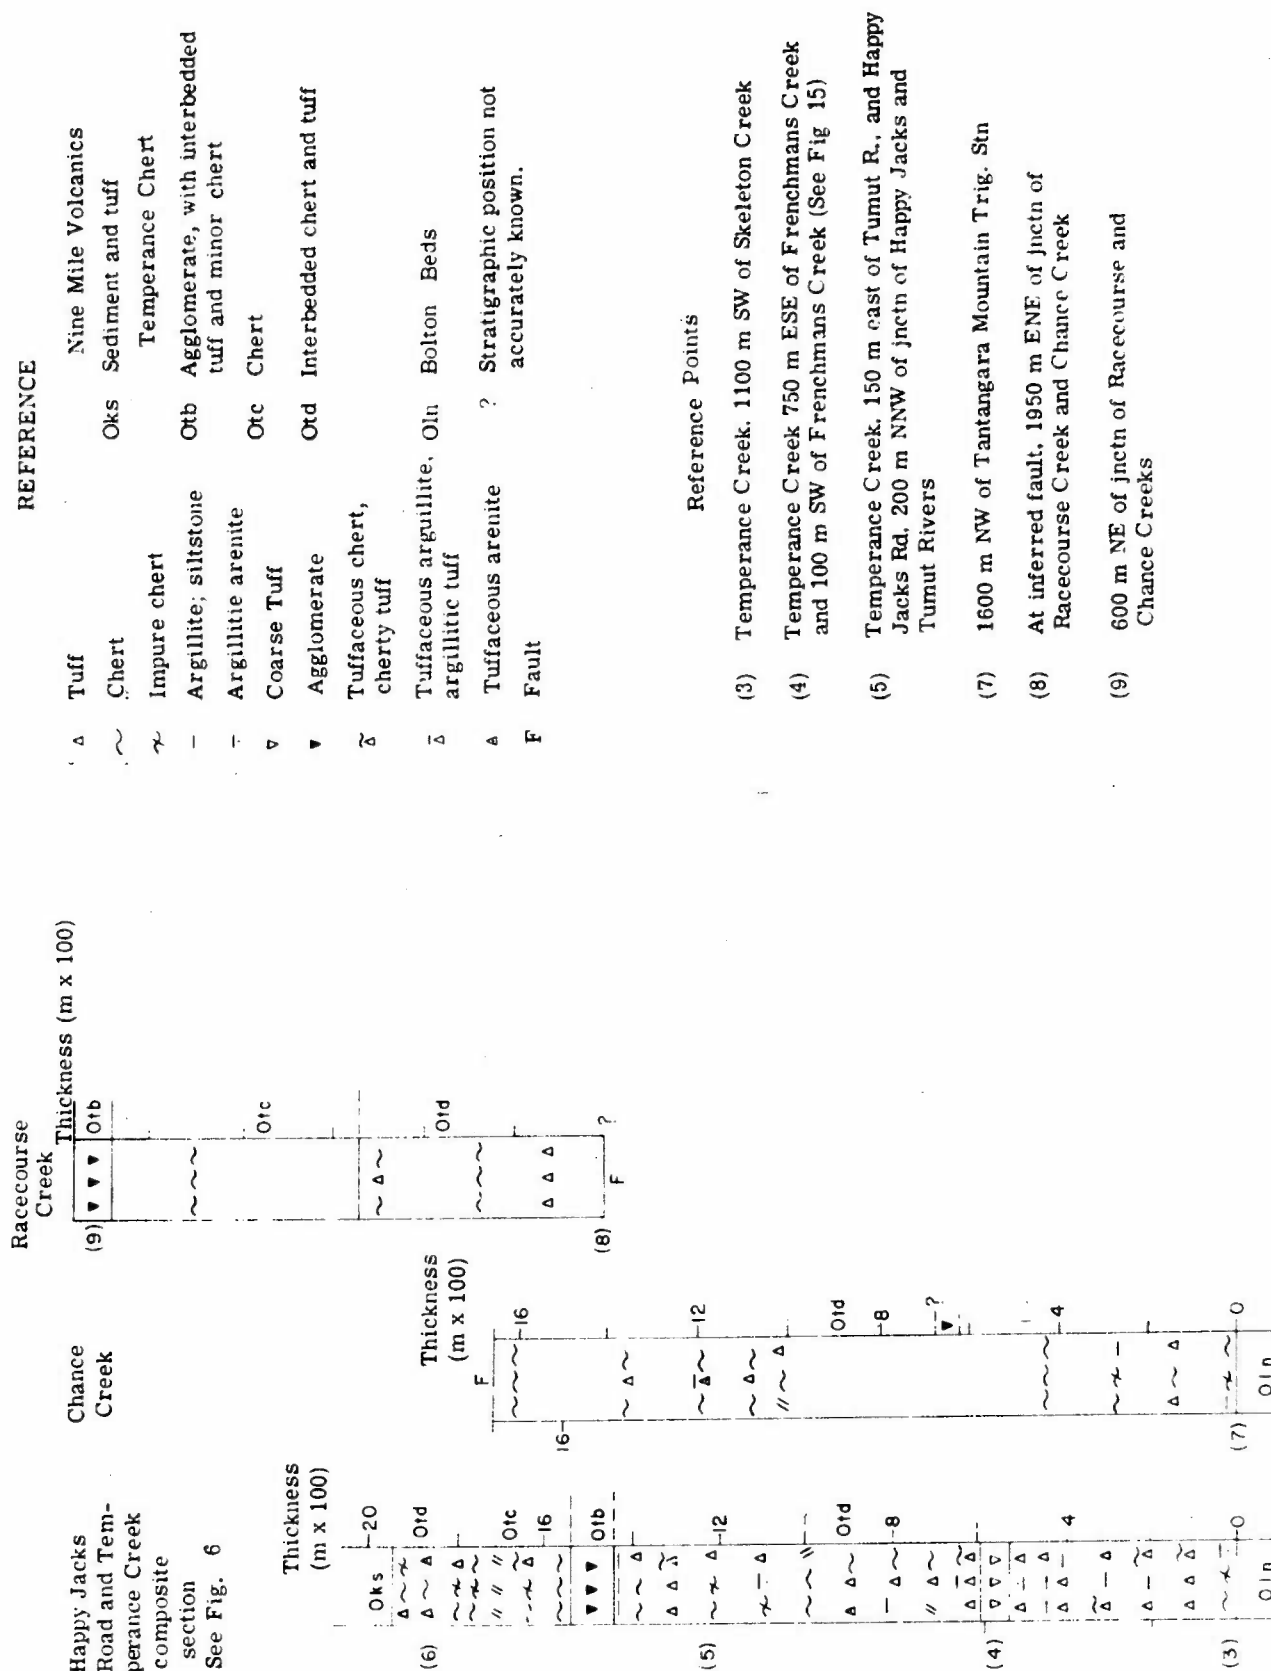 REFERENCE
Tuff
Chert
Impure chert
Argillite; siltstone
Argillitie arenite
Coarse Tuff
Agglomerate
Tuffaceous chert,
cherty tuff
Tuffaceous arguillite,
argillitic tuff
Tuffaceous arenite
F Fault
Nine Mile Volcanics
Oks Sediment and tuff
Temperance Chert
Otb Agglomerate, with interbedded
tuff and minor chert
Otc Chert
Otd Interbedded chert and tuff
Oln Bolton Beds
? Stratigraphic position not
accurately known.
Reference Points
(3) Temperance Creek. 1100 m SW of Skeleton Creek
(4) Temperance Creek 750 m ESE of Frenchmans Creek
and 100 m SW of Frenchmans Creek (See Fig 15)
(5) Temperance Creek. 150 m east of Tumut R., and Happy
Jacks Rd. 200 m NNW of jnctn of Happy Jacks and
Tumut Rivers
(7) 1600 m NW of Tantangara Mountain Trig. Stn
(8) At inferred fault. 1950 m ENE of jnctn of
Racecourse Creek and Chance Creek
(9) 600 m NE of jnctn of Racecourse and
Chance Creeks
Happy Jacks
Road and Tem-
perance Creek
composite
section
See Fig. 6
Thickness
(m x 100)
20
Oks
Otd
(6)
Otc
16
Otb
12
(5)
Otd
8
(4)
4
(3)
0
Oln
Chance
Creek
Thickness
(m x 100)
F
16
16
12
Otd
8
?
4
(7)
0
Oln
Racecourse
Creek
Thickness (m x 100)
(9)
Otb
Otc
Otd
(8)
F
?